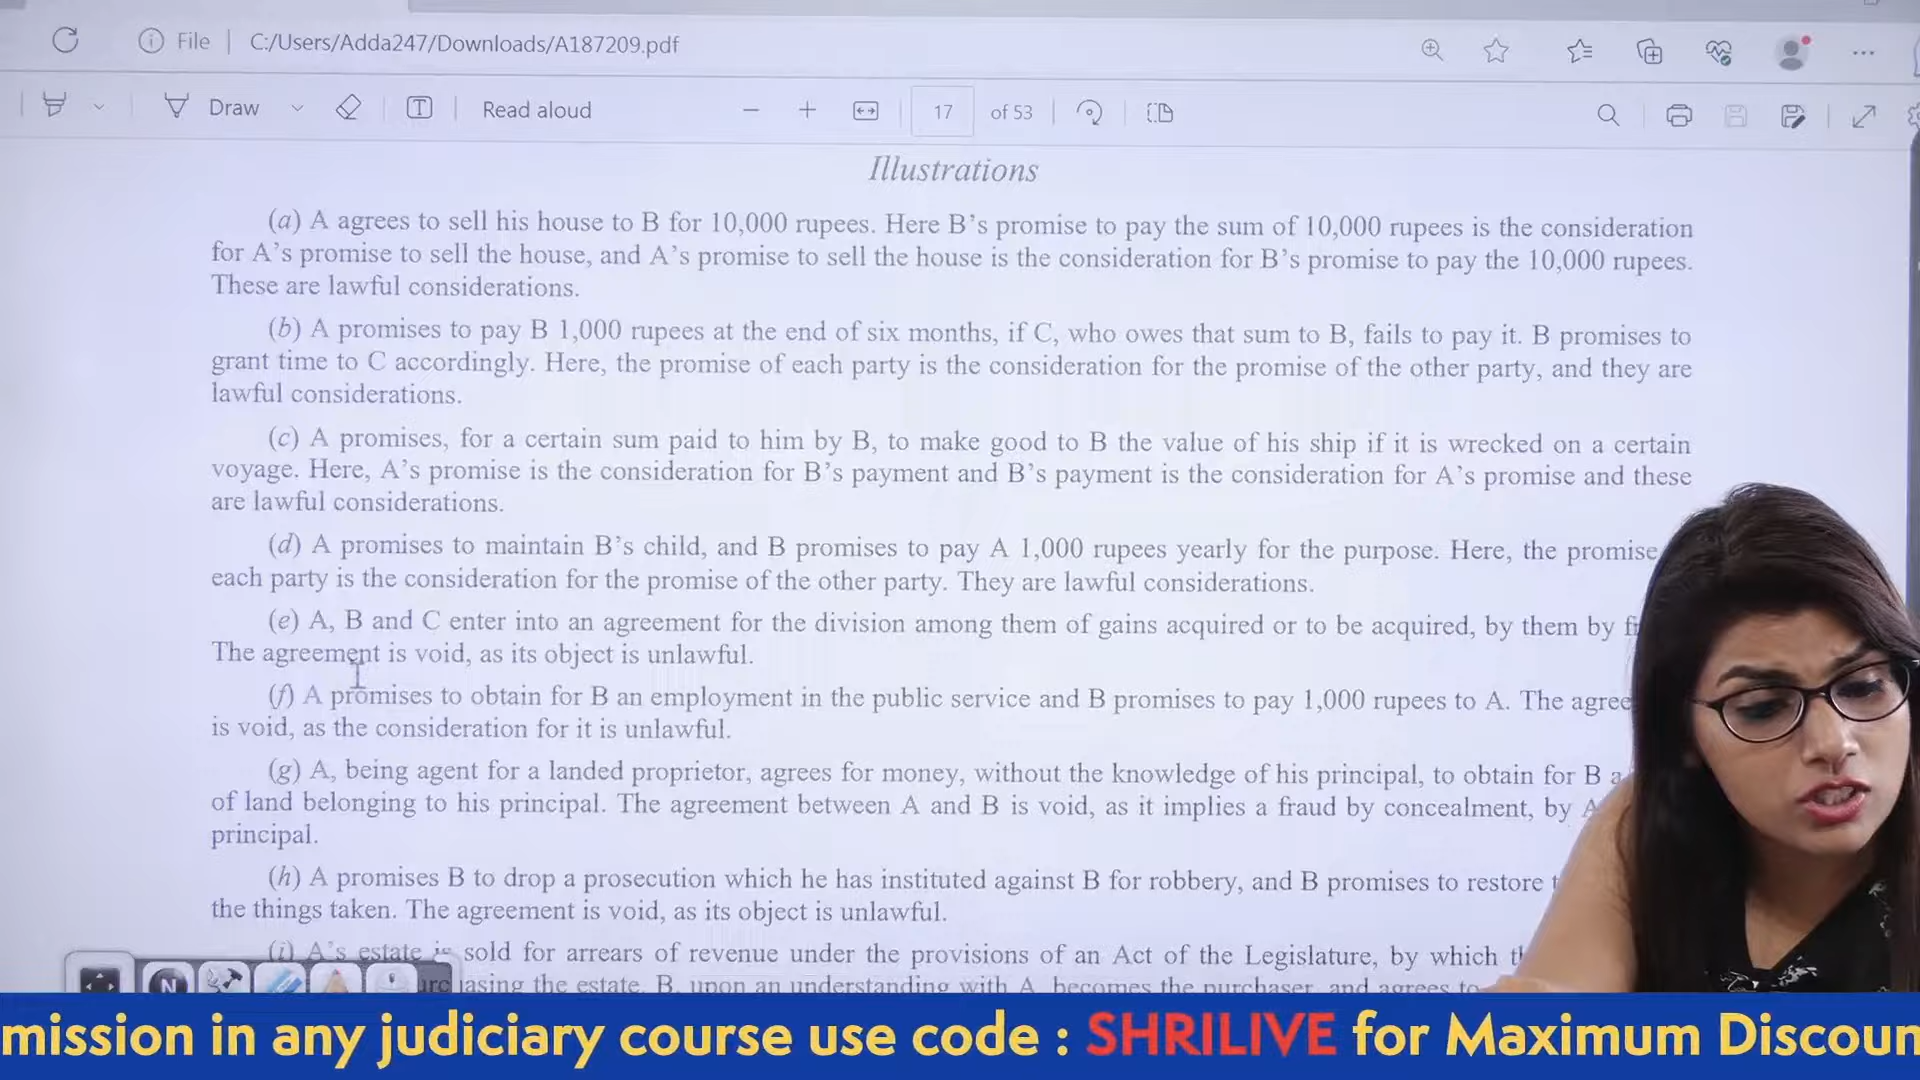 File | C:/Users/Adda247/Downloads/A187209.pdf
Draw
Read aloud
17 of 53
Illustrations
(a) A agrees to sell his house to B for 10,000 rupees. Here B’s promise to pay the sum of 10,000 rupees is the consideration
for A’s promise to sell the house, and A’s promise to sell the house is the consideration for B’s promise to pay the 10,000 rupees.
These are lawful considerations.
(b) A promises to pay B 1,000 rupees at the end of six months, if C, who owes that sum to B, fails to pay it. B promises to
grant time to C accordingly. Here, the promise of each party is the consideration for the promise of the other party, and they are
lawful considerations.
(c) A promises, for a certain sum paid to him by B, to make good to B the value of his ship if it is wrecked on a certain
voyage. Here, A’s promise is the consideration for B’s payment and B’s payment is the consideration for A’s promise and these
are lawful considerations.
(d) A promises to maintain B’s child, and B promises to pay A 1,000 rupees yearly for the purpose. Here, the promise
each party is the consideration for the promise of the other party. They are lawful considerations.
(e) A, B and C enter into an agreement for the division among them of gains acquired or to be acquired, by them by
The agreement is void, as its object is unlawful.
(f) A promises to obtain for B an employment in the public service and B promises to pay 1,000 rupees to A. The agree
is void, as the consideration for it is unlawful.
(g) A, being agent for a landed proprietor, agrees for money, without the knowledge of his principal, to obtain for B a
of land belonging to his principal. The agreement between A and B is void, as it implies a fraud by concealment, by A
principal.
(h) A promises B to drop a prosecution which he has instituted against B for robbery, and B promises to restore
the things taken. The agreement is void, as its object is unlawful.
(i) A’s estate is sold for arrears of revenue under the provisions of an Act of the Legislature, by which
asing the estate. B, upon an understanding with A, becomes the purchaser, and agrees to
N
mission in any judiciary course use code : SHRILIVE for Maximum Discoun